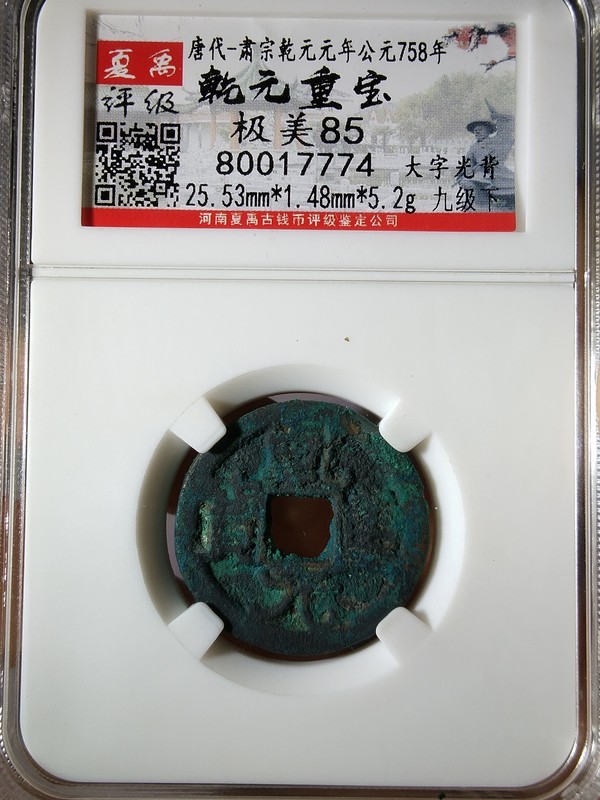 夏禹
评级
唐代-肃宗乾元元年公元758年
乾元重宝
极美85
80017774 大字光背
25.53mm*1.48mm*5.2g 九级下
河南夏禹古钱币评级鉴定公司